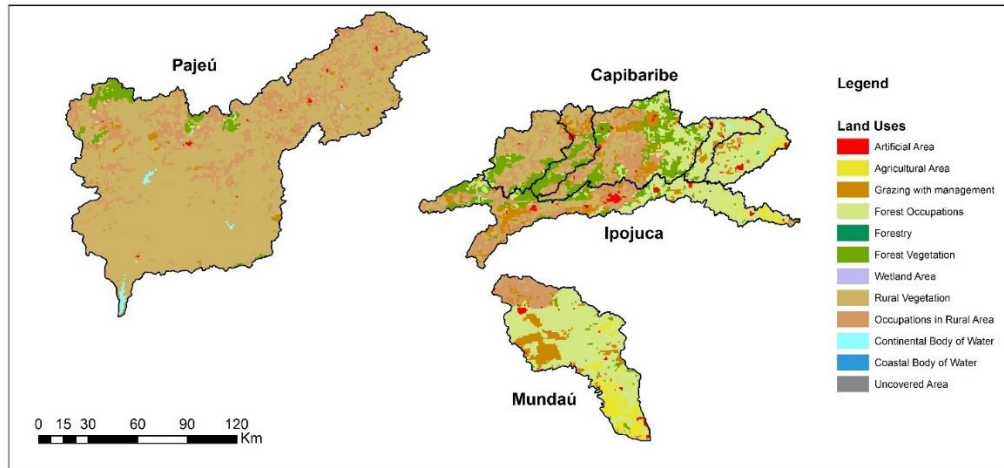 Pajeú
Capibaribe
Ipojuca
Mundaú
Legend
Land Uses
Artificial Area
Agricultural Area
Grazing with management
Forest Occupations
Forestry
Forest Vegetation
Wetland Area
Rural Vegetation
Occupations in Rural Area
Continental Body of Water
Coastal Body of Water
Uncovered Area
0 15 30 60 90 120
Km